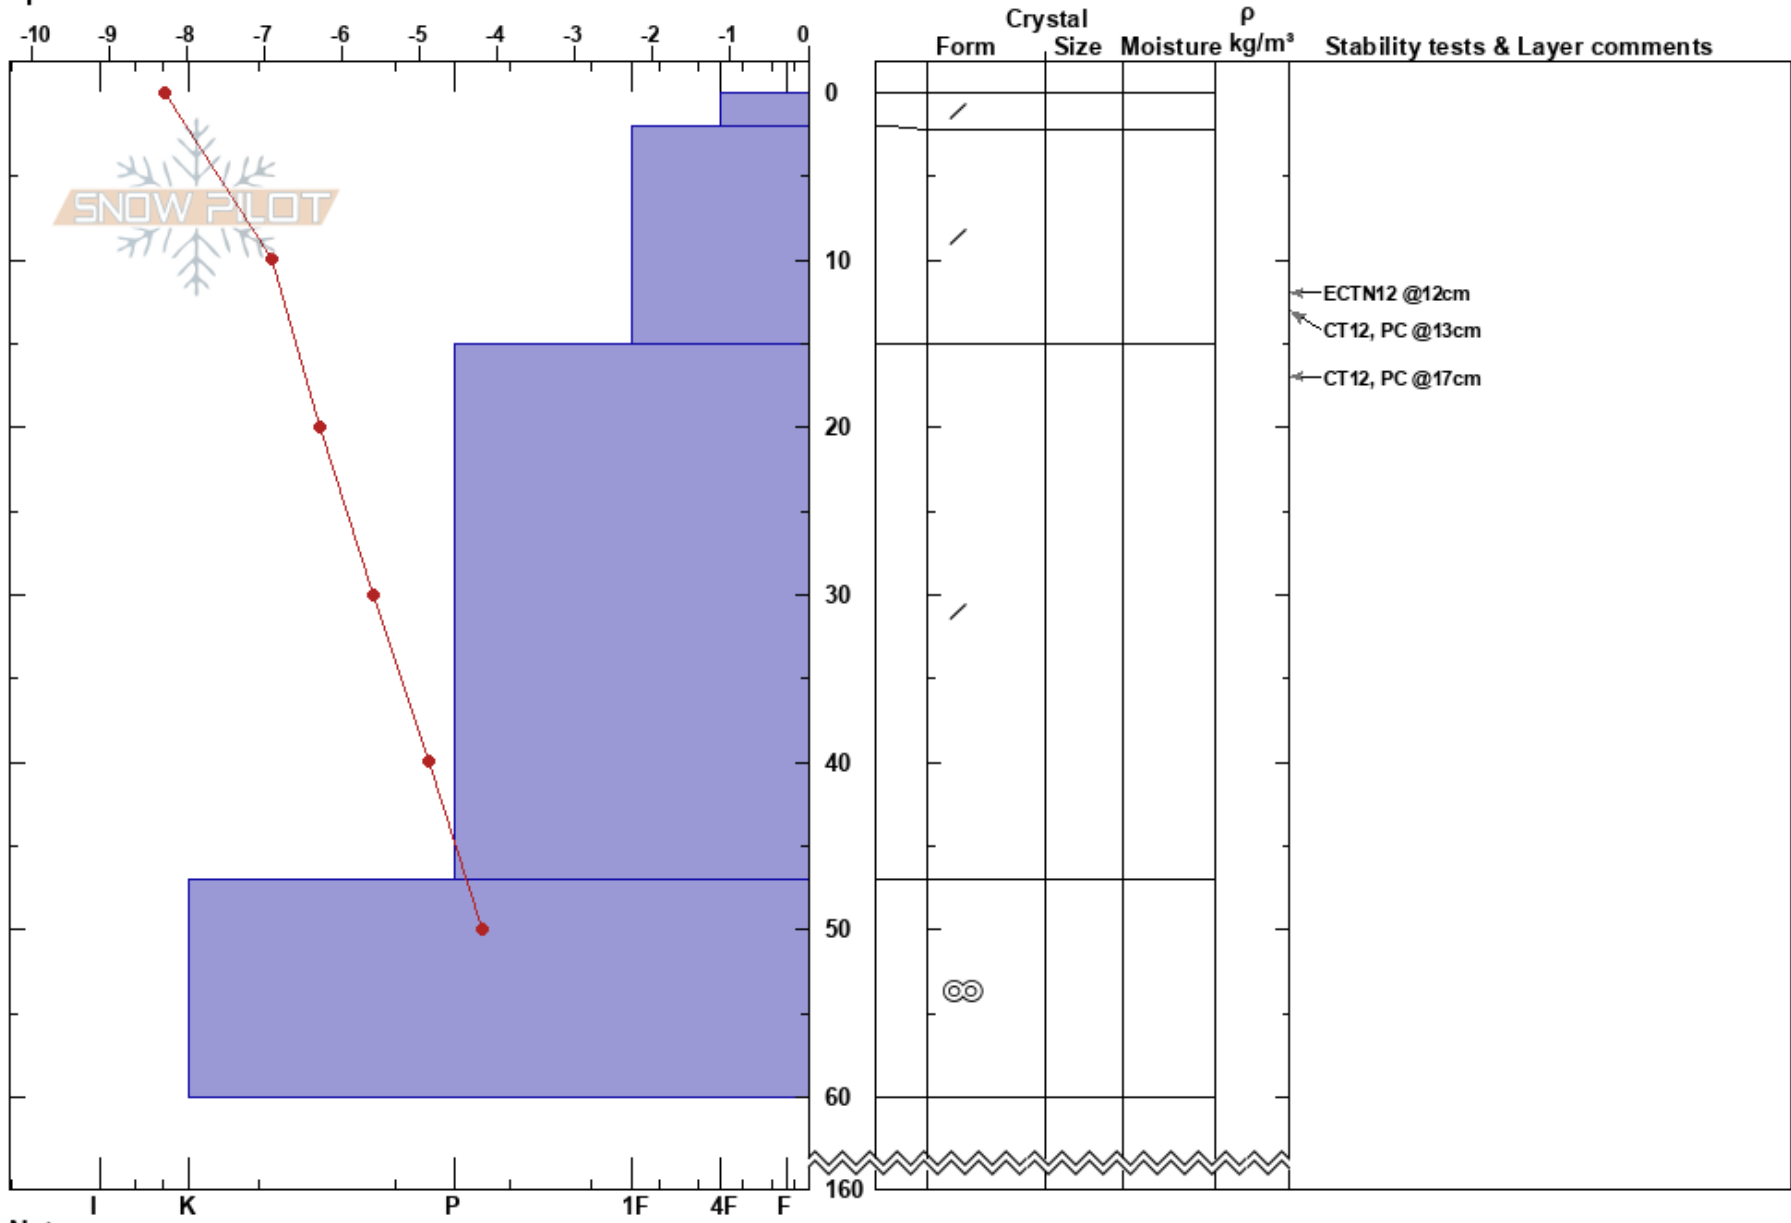 Crystal ρ
-10 -9 -8 -7 -6 -5 -4 -3 -2 -1 0 Form Size Moisture kg/m³ Stability tests & Layer comments
0
SNOW PILOT
10
ECTN12 @12cm
CT12, PC @13cm
CT12, PC @17cm
20
30
40
50
60
160
I K P 1F 4F F